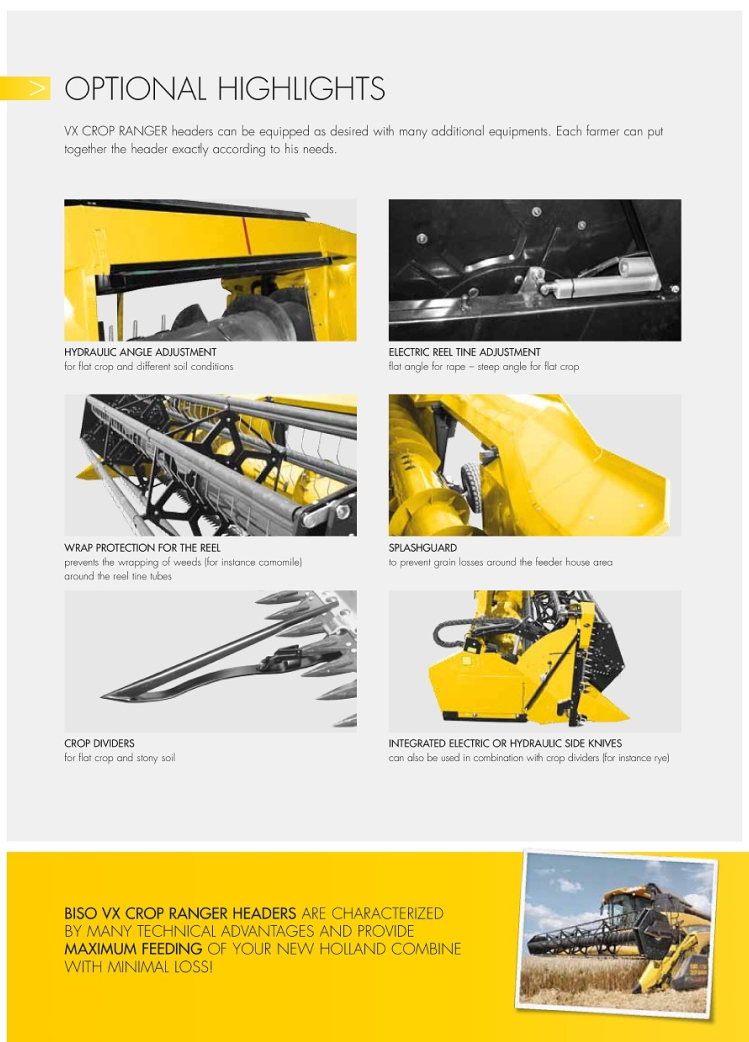 > OPTIONAL HIGHLIGHTS
VX CROP RANGER headers can be equipped as desired with many additional equipments. Each farmer can put
together the header exactly according to his needs.
HYDRAULIC ANGLE ADJUSTMENT
for flat crop and different soil conditions
ELECTRIC REEL TINE ADJUSTMENT
flat angle for rape – steep angle for flat crop
WRAP PROTECTION FOR THE REEL
prevents the wrapping of weeds (for instance camomile)
around the reel tine tubes
SPLASHGUARD
to prevent grain losses around the feeder house area
CROP DIVIDERS
for flat crop and stony soil
INTEGRATED ELECTRIC OR HYDRAULIC SIDE KNIVES
can also be used in combination with crop dividers (for instance rye)
BISO VX CROP RANGER HEADERS ARE CHARACTERIZED
BY MANY TECHNICAL ADVANTAGES AND PROVIDE
MAXIMUM FEEDING OF YOUR NEW HOLLAND COMBINE
WITH MINIMAL LOSS!